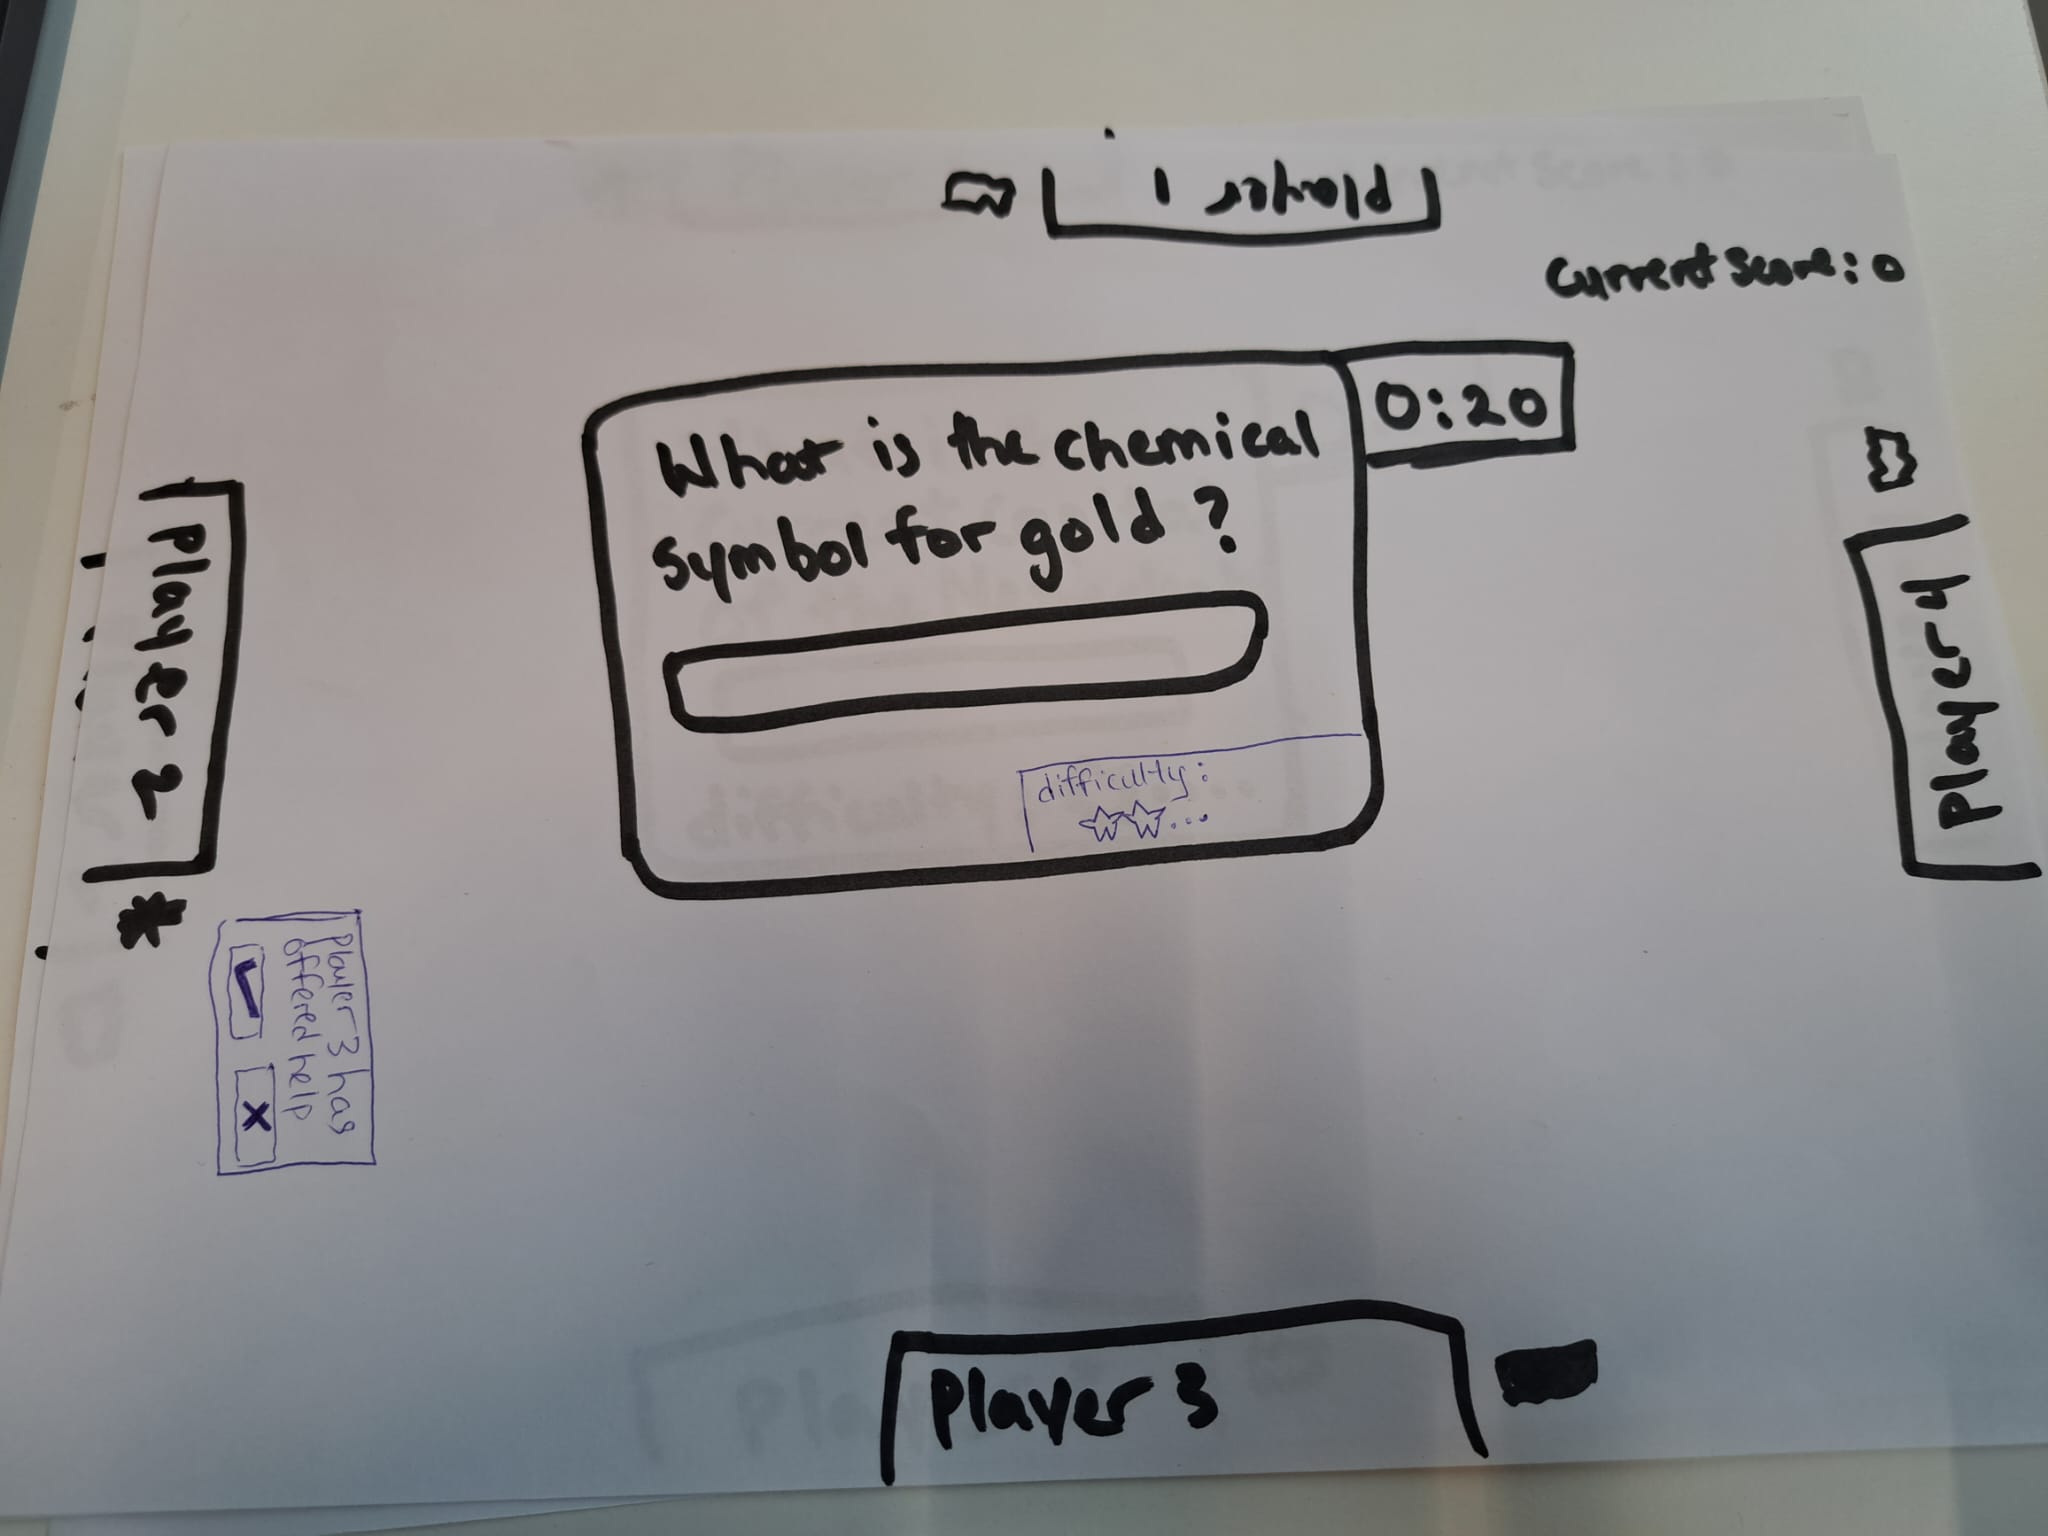 Player 1
Current Score: 0
0:20
What is the chemical
symbol for gold?
difficulty:
Player 2
*
Player 3 has
offered help
✓ x
Player 4
Player 3